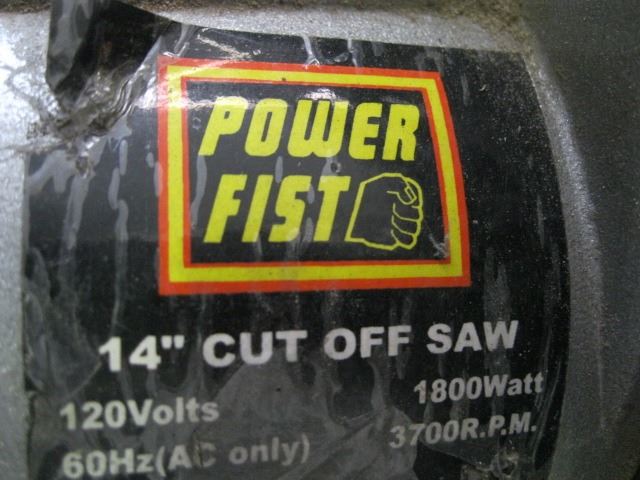 POWER
FIST
14" CUT OFF SAW
120Volts 1800Watt
60Hz(AC only) 3700R.P.M.